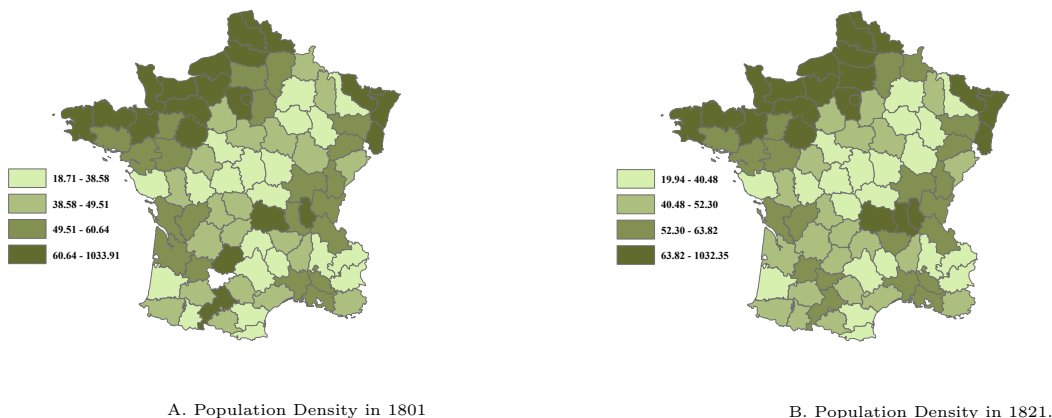 18.71 - 38.58
38.58 - 49.51
49.51 - 60.64
60.64 - 1033.91
A. Population Density in 1801
19.94 - 40.48
40.48 - 52.30
52.30 - 63.82
63.82 - 1032.35
B. Population Density in 1821.